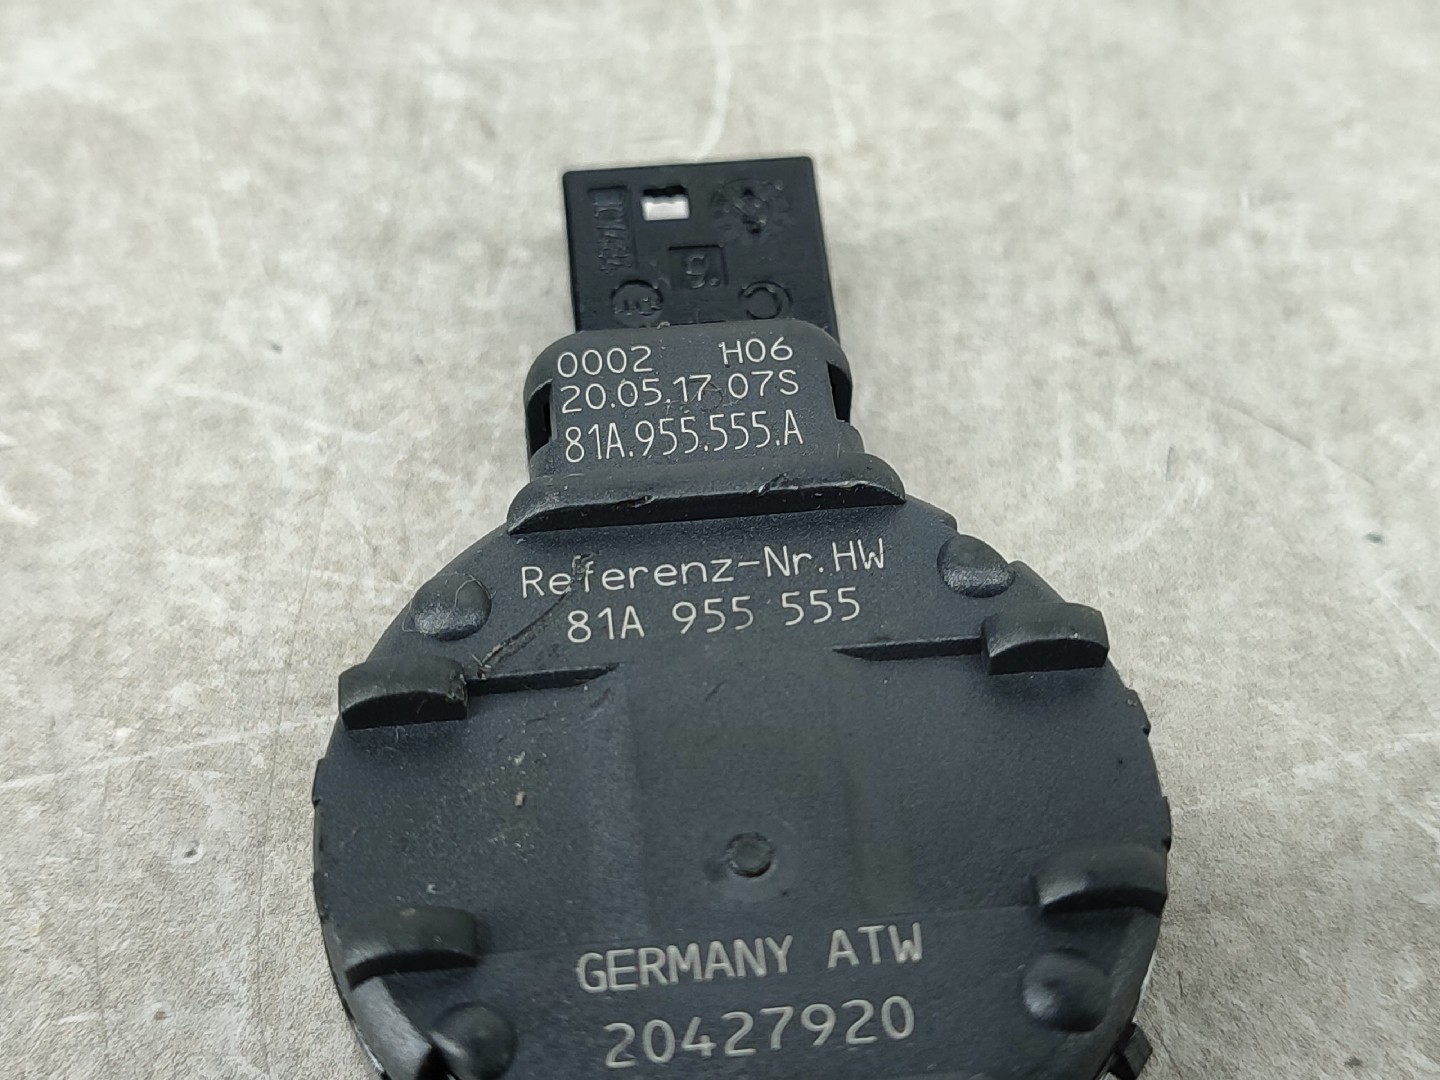 0002 H06
20.05.17 07S
81A.955.555.A
Referenz-Nr.HW
81A 955 555
GERMANY ATW
20427920